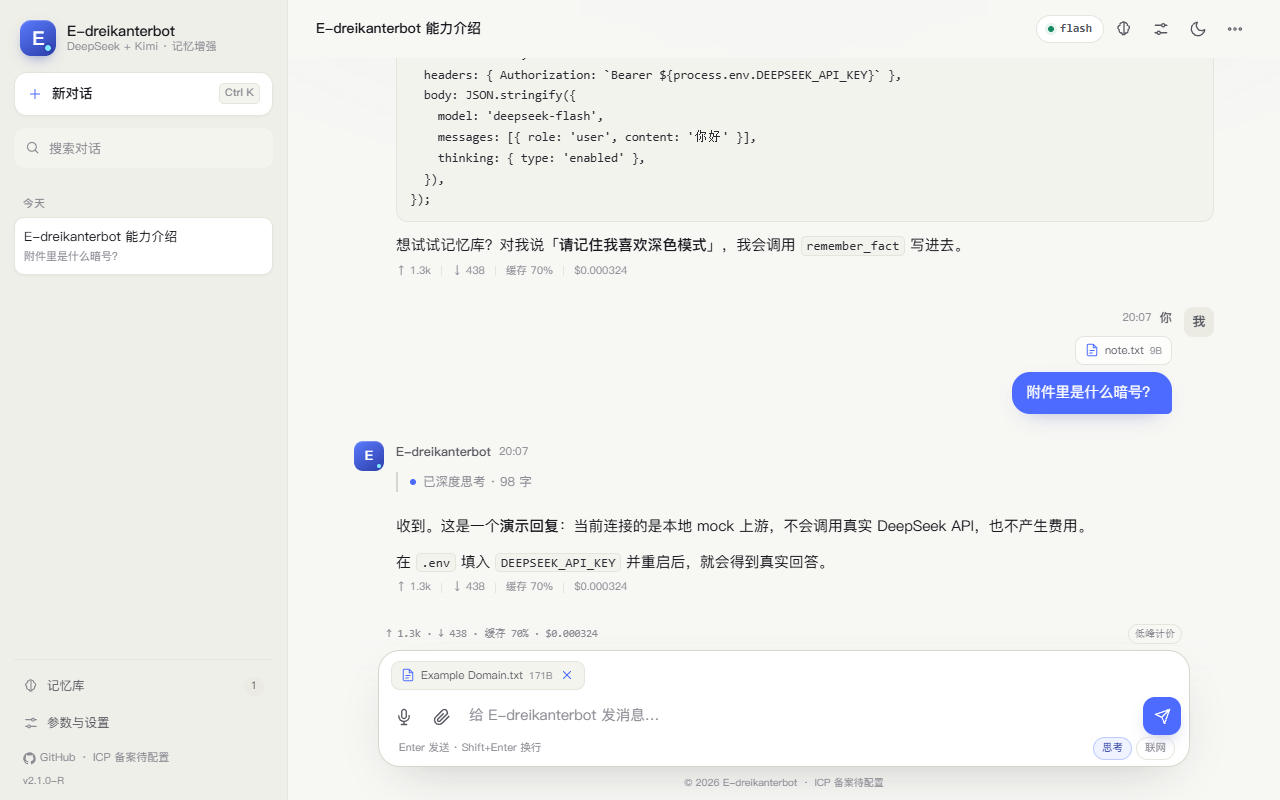 E
E-dreikanterbot
DeepSeek + Kimi · 记忆增强
新对话
Ctrl K
搜索对话
今天
E-dreikanterbot 能力介绍
附件里是什么暗号?
记忆库
1
参数与设置
GitHub · ICP 备案待配置
v2.1.0-R
E-dreikanterbot 能力介绍
flash
headers: { Authorization: `Bearer ${process.env.DEEPSEEK_API_KEY}` },
body: JSON.stringify({
model: 'deepseek-flash',
messages: [{ role: 'user', content: '你好' }],
thinking: { type: 'enabled' },
}),
});
想试试记忆库？对我说「请记住我喜欢深色模式」，我会调用 remember_fact 写进去。
↑ 1.3k ↓ 438 缓存 70% $0.000324
20:07 你
我
note.txt 9B
附件里是什么暗号?
E
E-dreikanterbot 20:07
已深度思考 · 98 字
收到。这是一个演示回复：当前连接的是本地 mock 上游，不会调用真实 DeepSeek API，也不产生费用。
在 .env 填入 DEEPSEEK_API_KEY 并重启后，就会得到真实回答。
↑ 1.3k ↓ 438 缓存 70% $0.000324
↑ 1.3k · ↓ 438 · 缓存 70% · $0.000324
低峰计价
Example Domain.txt 171B
给 E-dreikanterbot 发消息…
Enter 发送 · Shift+Enter 换行
思考
联网
© 2026 E-dreikanterbot · ICP 备案待配置